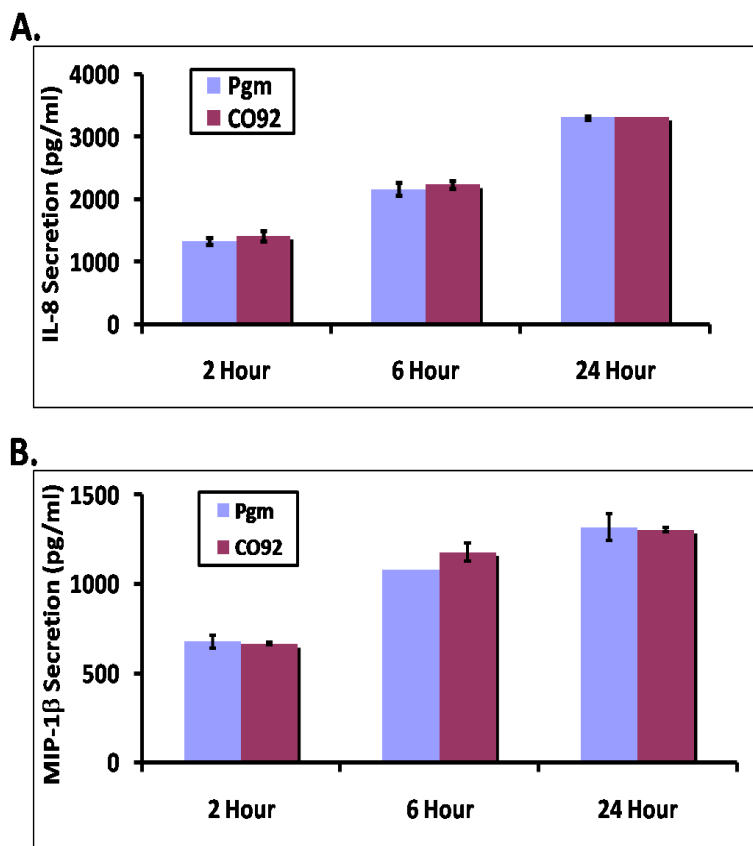 A.
IL-8 Secretion (pg/ml)
4000
3000
2000
1000
0
Pgm
CO92
2 Hour 6 Hour 24 Hour
B.
MIP-1β Secretion (pg/ml)
1500
1000
500
0
Pgm
CO92
2 Hour 6 Hour 24 Hour